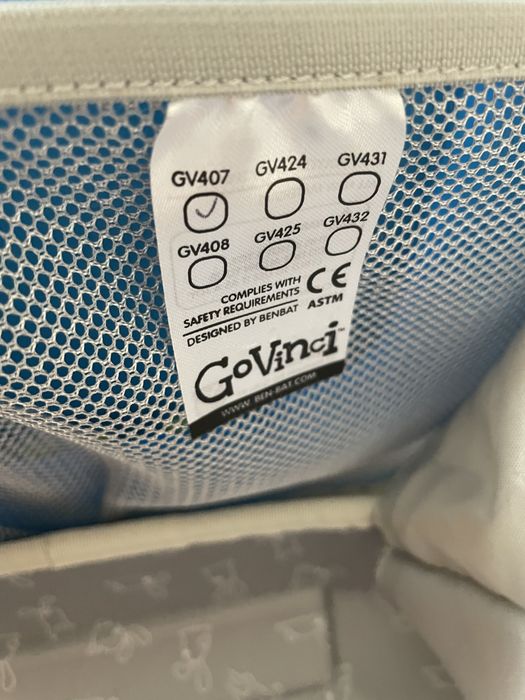 GV407 GV424 GV431
GV408 GV425 GV432
COMPLIES WITH
SAFETY REQUIREMENTS
CE
ASTM
DESIGNED BY BENBAT
GoVinci™
WWW.BEN-BAT.COM